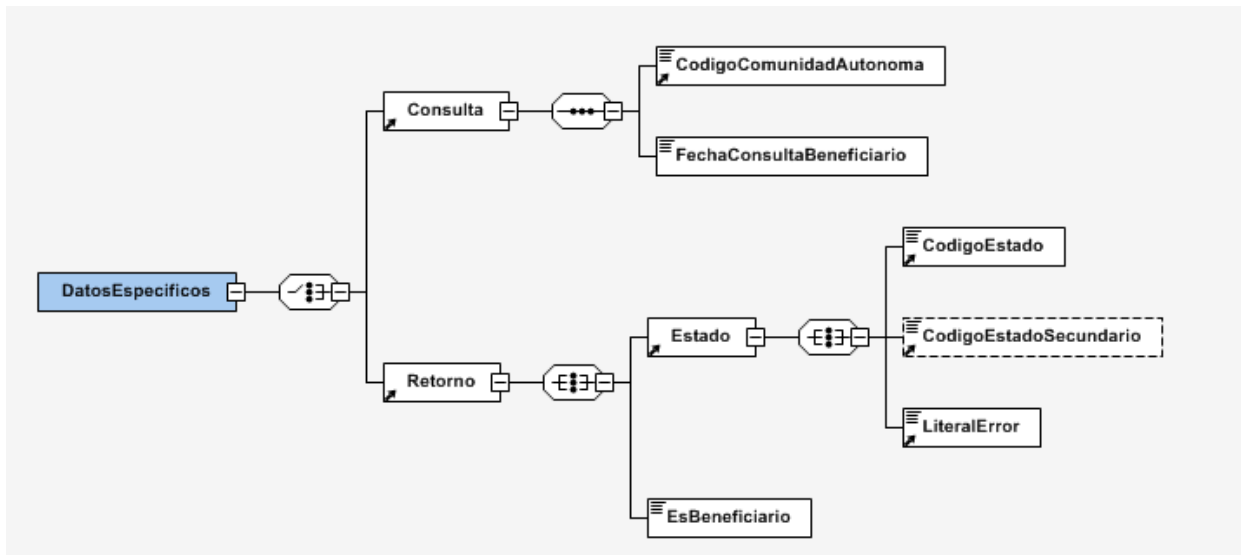 CodigoComunidadAutonoma
Consulta
FechaConsultaBeneficiario
CodigoEstado
DatosEspecificos
Estado
CodigoEstadoSecundario
Retorno
LiteralError
EsBeneficiario